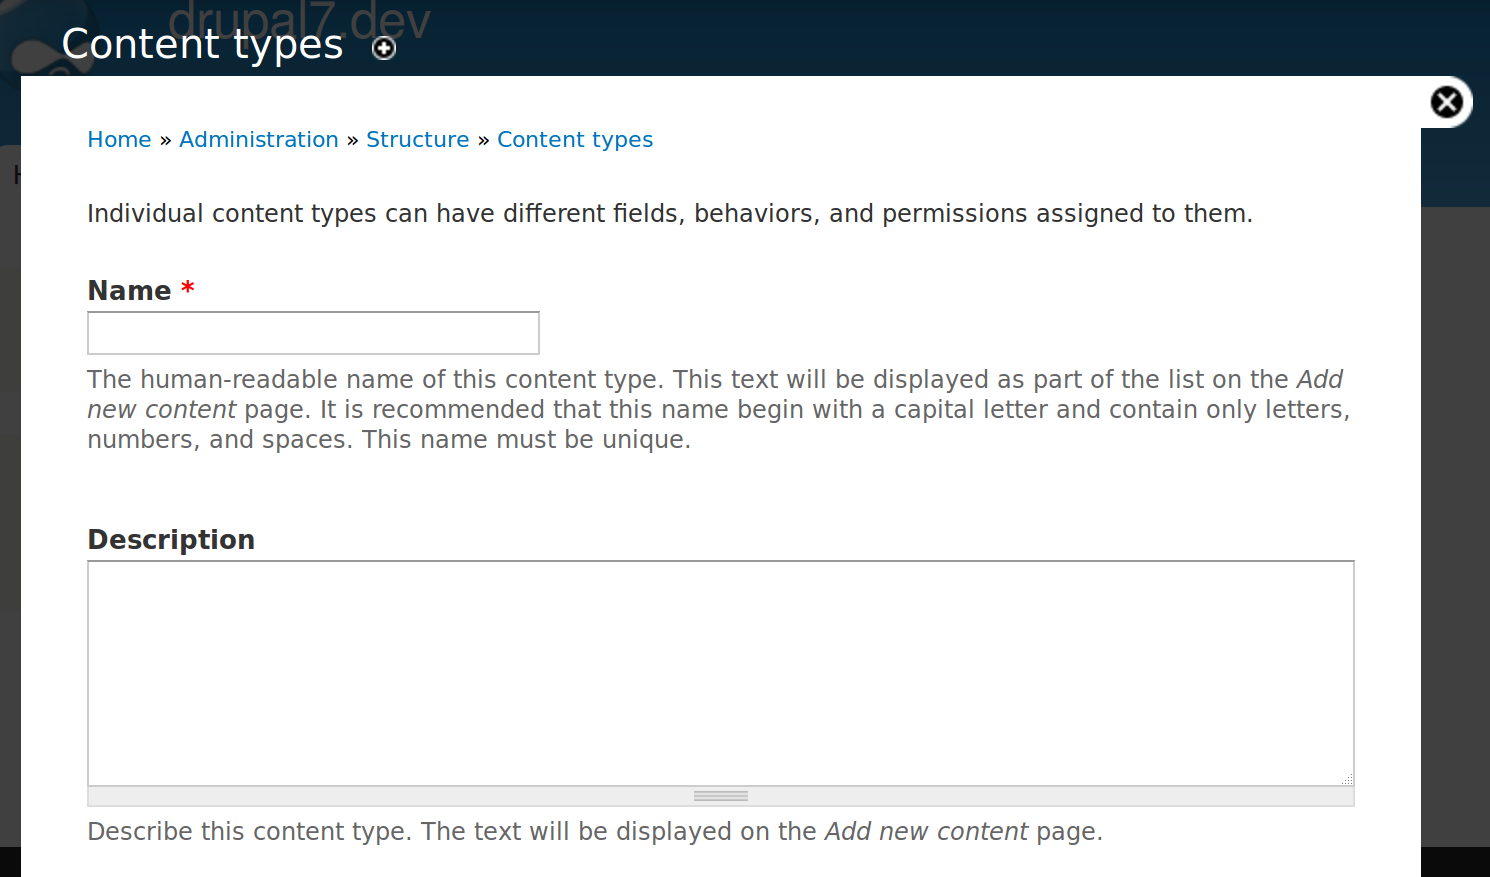 drupal7.dev
Content types
Home » Administration » Structure » Content types
H
Individual content types can have different fields, behaviors, and permissions assigned to them.
Name *
The human-readable name of this content type. This text will be displayed as part of the list on the Add
new content page. It is recommended that this name begin with a capital letter and contain only letters,
numbers, and spaces. This name must be unique.
Description
Describe this content type. The text will be displayed on the Add new content page.